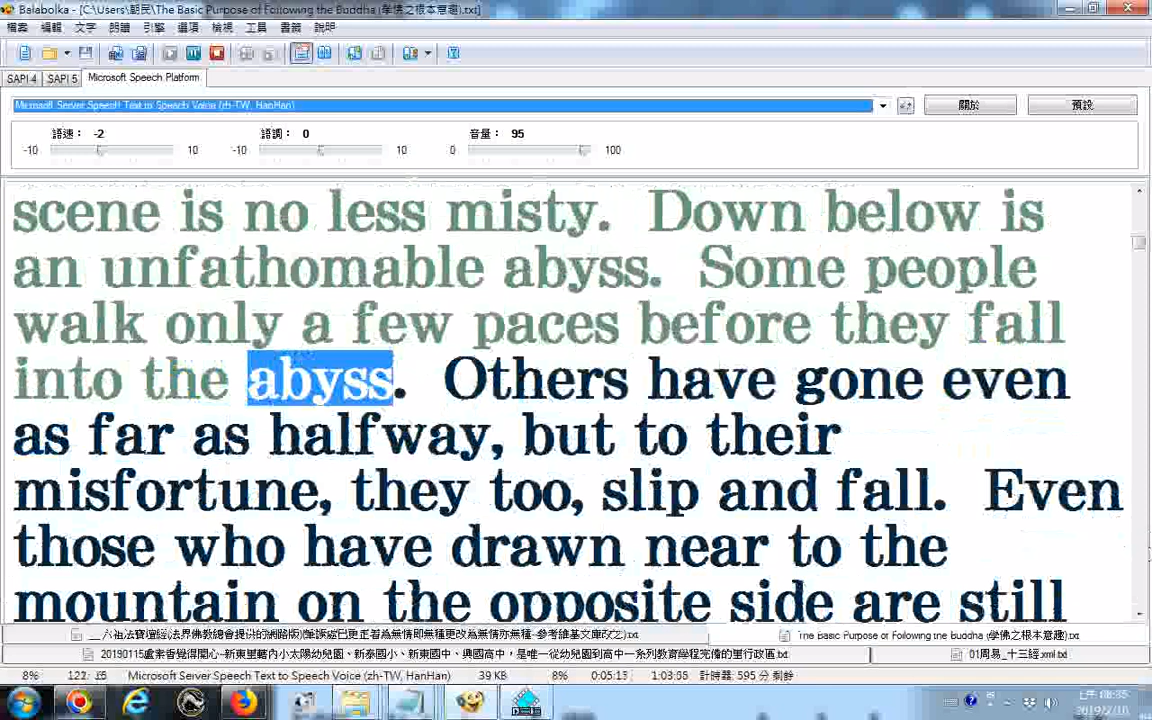 Balabolka - [C:\Users\朝民\The Basic Purpose of Following the Buddha (學佛之根本意趣).txt]
檔案 編輯 文字 朗讀 引擎 選項 檢視 工具 書籤 說明
SAPI 4 SAPI 5 Microsoft Speech Platform
Microsoft Server Speech Text to Speech Voice (zh-TW, HanHan)
關於 預設
語速： -2 語調： 0 音量： 95
-10 10 -10 10 0 100
scene is no less misty. Down below is
an unfathomable abyss. Some people
walk only a few paces before they fall
into the abyss. Others have gone even
as far as halfway, but to their
misfortune, they too, slip and fall. Even
those who have drawn near to the
mountain on the opposite side are still
The Basic Purpose of Following the Buddha (學佛之根本意趣).txt
01周易_十三經.xml.txt
8% Microsoft Server Speech Text to Speech Voice (zh-TW, HanHan) 39 KB 8% 0:05:13